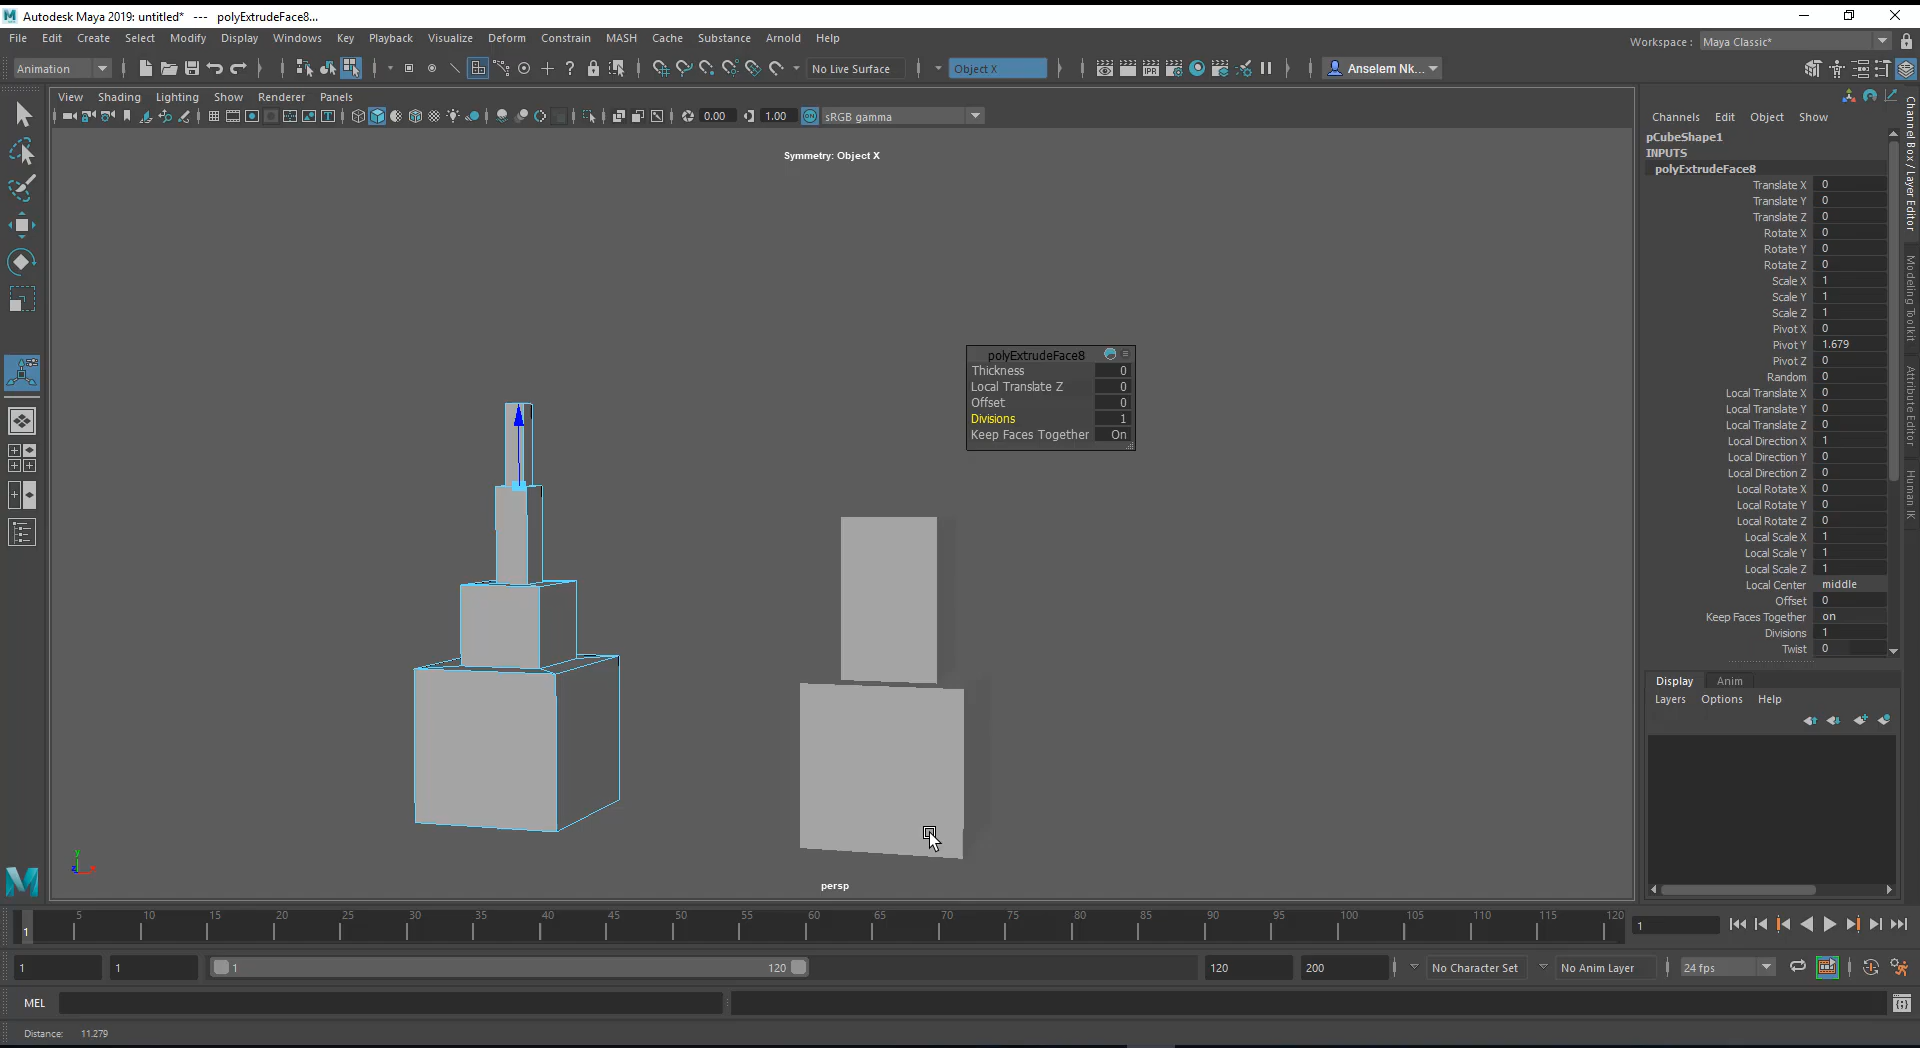 Autodesk Maya 2019: untitled* --- polyExtrudeFace8...
File Edit Create Select Modify Display Windows Key Playback Visualize Deform Constrain MASH Cache Substance Arnold Help
Workspace : Maya Classic*
Animation No Live Surface Object X Anselem Nk...
View Shading Lighting Show Renderer Panels
0.00 1.00 sRGB gamma
Symmetry: Object X
polyExtrudeFace8
Thickness 0
Local Translate Z 0
Offset 0
Divisions 1
Keep Faces Together On
persp
Channels Edit Object Show
pCubeShape1
INPUTS
polyExtrudeFace8
Translate X 0
Translate Y 0
Translate Z 0
Rotate X 0
Rotate Y 0
Rotate Z 0
Scale X 1
Scale Y 1
Scale Z 1
Pivot X 0
Pivot Y 1.679
Pivot Z 0
Random 0
Local Translate X 0
Local Translate Y 0
Local Translate Z 0
Local Direction X 1
Local Direction Y 0
Local Direction Z 0
Local Rotate X 0
Local Rotate Y 0
Local Rotate Z 0
Local Scale X 1
Local Scale Y 1
Local Scale Z 1
Local Center middle
Offset 0
Keep Faces Together on
Divisions 1
Twist 0
Display Anim
Layers Options Help
Channel Box / Layer Editor
Modeling Toolkit
Attribute Editor
Human IK
5 10 15 20 25 30 35 40 45 50 55 60 65 70 75 80 85 90 95 100 105 110 115 120
1 1
1 1 1 120 120 200 No Character Set No Anim Layer 24 fps
MEL
Distance: 11.279